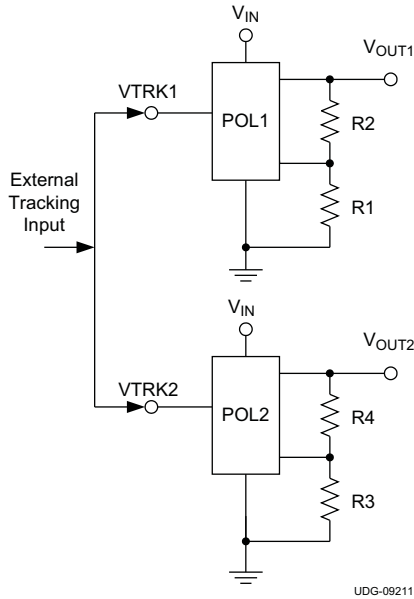 V_IN
V_OUT1
VTRK1
POL1
R2
R1
External
Tracking
Input
V_IN
V_OUT2
VTRK2
POL2
R4
R3
UDG-09211